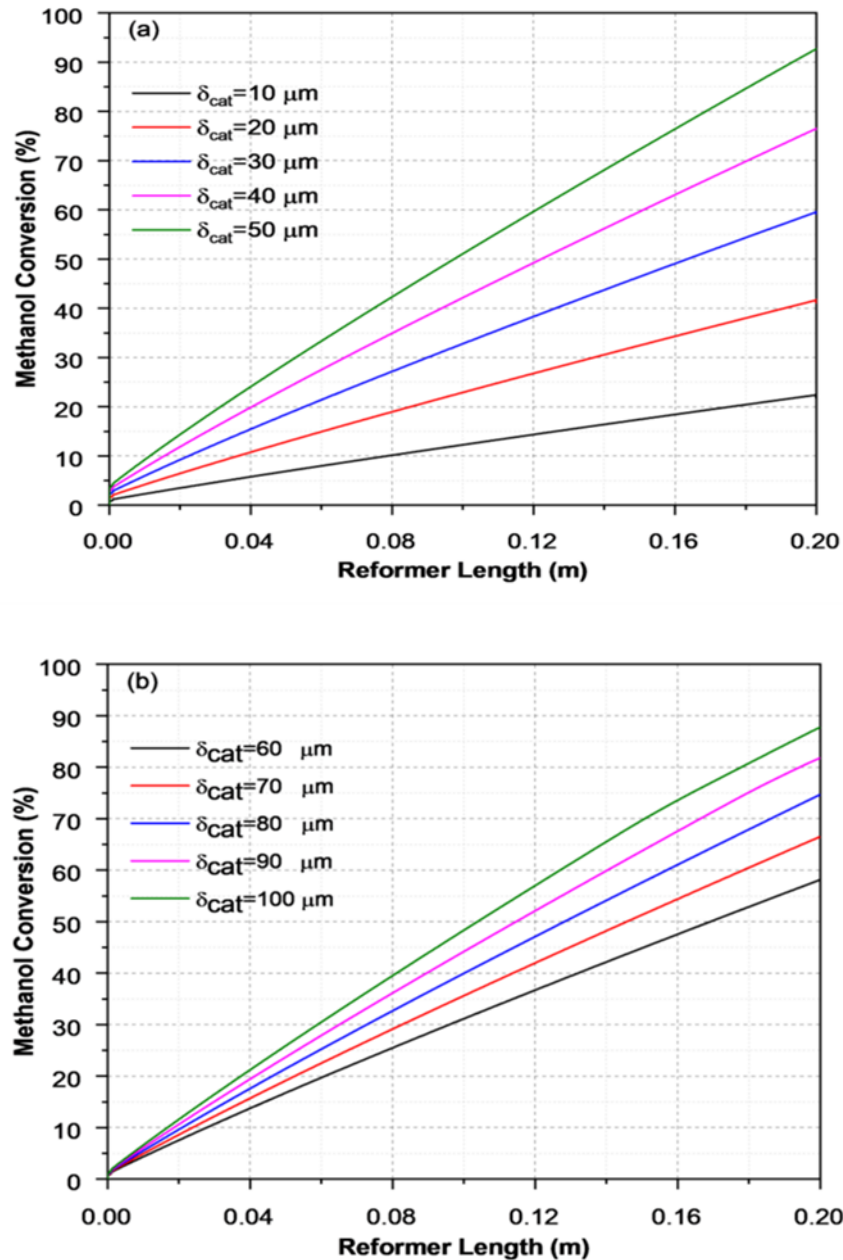 (a)
Methanol Conversion (%)
100
90
80
70
60
50
40
30
20
10
0
δcat=10 μm
δcat=20 μm
δcat=30 μm
δcat=40 μm
δcat=50 μm
0.00 0.04 0.08 0.12 0.16 0.20
Reformer Length (m)
(b)
Methanol Conversion (%)
100
90
80
70
60
50
40
30
20
10
0
δcat=60 μm
δcat=70 μm
δcat=80 μm
δcat=90 μm
δcat=100 μm
0.00 0.04 0.08 0.12 0.16 0.20
Reformer Length (m)